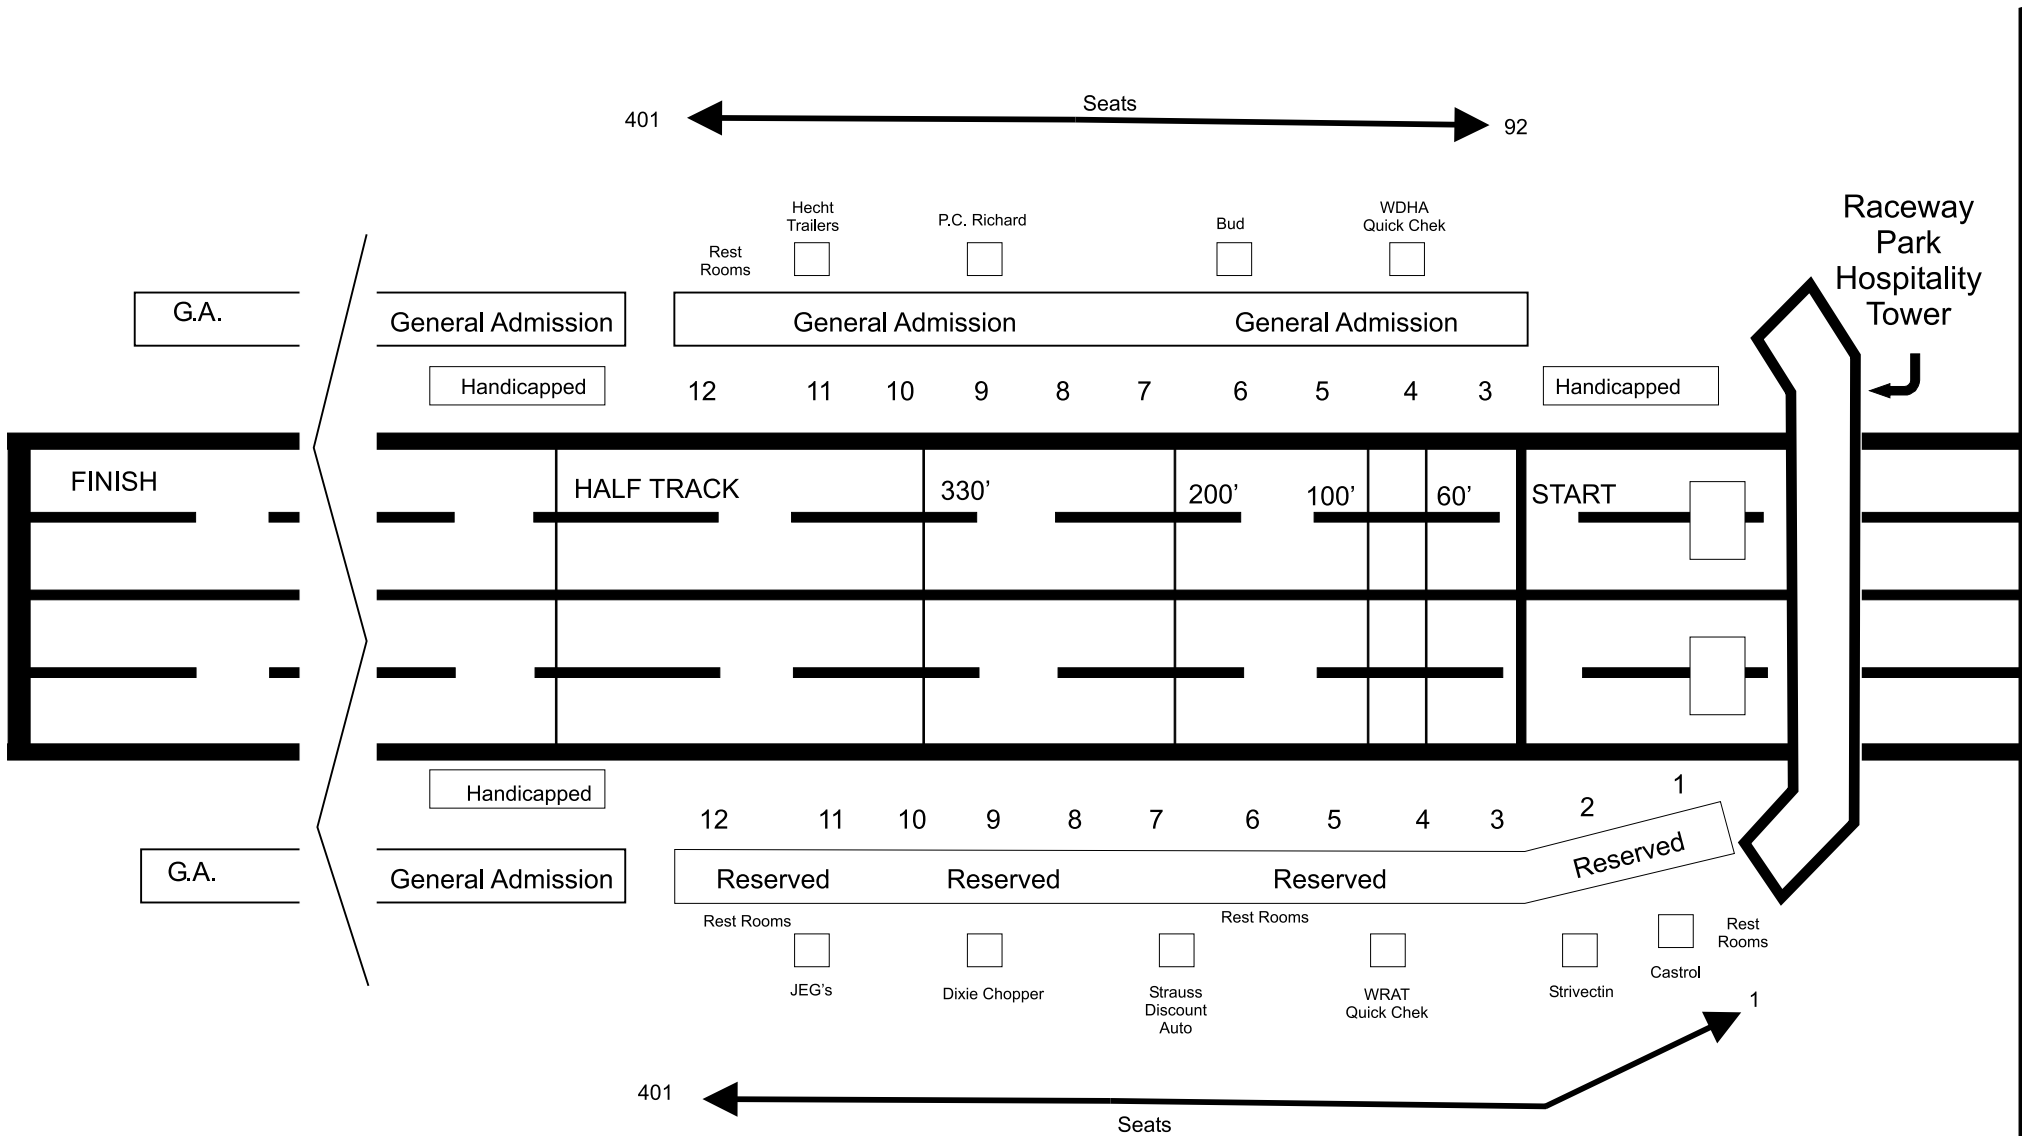 Seats
401
92
Hecht
Trailers
P.C. Richard
Bud
WDHA
Quick Chek
Rest
Rooms
Raceway
Park
Hospitality
Tower
G.A.
General Admission
General Admission
General Admission
Handicapped
12
11
10
9
8
7
6
5
4
3
Handicapped
FINISH
HALF TRACK
330’
200’
100’
60’
START
Handicapped
12
11
10
9
8
7
6
5
4
3
2
1
G.A.
General Admission
Reserved
Reserved
Reserved
Reserved
Rest Rooms
Rest Rooms
Rest
Rooms
JEG’s
Dixie Chopper
Strauss
Discount
Auto
WRAT
Quick Chek
Strivectin
Castrol
1
401
Seats